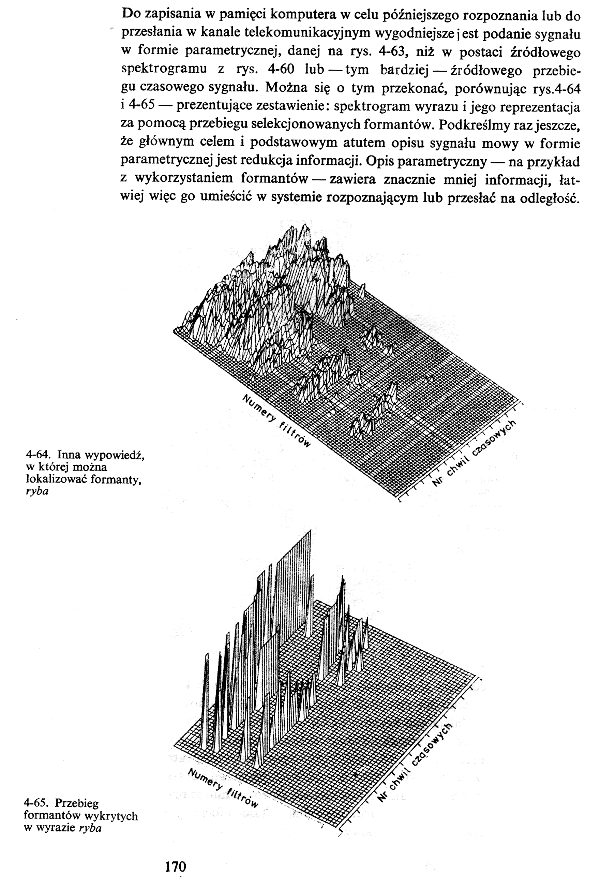 Do zapisania w pamięci komputera w celu późniejszego rozpoznania lub do
przesłania w kanale telekomunikacyjnym wygodniejsze jest podanie sygnału
w formie parametrycznej, danej na rys. 4-63, niż w postaci źródłowego
spektrogramu z rys. 4-60 lub — tym bardziej — źródłowego przebie-
gu czasowego sygnału. Można się o tym przekonać, porównując rys.4-64
i 4-65 — prezentujące zestawienie: spektrogram wyrazu i jego reprezentacja
za pomocą przebiegu selekcjonowanych formantów. Podkreślmy raz jeszcze,
że głównym celem i podstawowym atutem opisu sygnału mowy w formie
parametrycznej jest redukcja informacji. Opis parametryczny — na przykład
z wykorzystaniem formantów — zawiera znacznie mniej informacji, łat-
wiej więc go umieścić w systemie rozpoznającym lub przesłać na odległość.
Numery filtrów
Nr chwil czasowych
4-64. Inna wypowiedź,
w której można
lokalizować formanty,
ryba
Numery filtrów
Nr chwil czasowych
4-65. Przebieg
formantów wykrytych
w wyrazie ryba
170